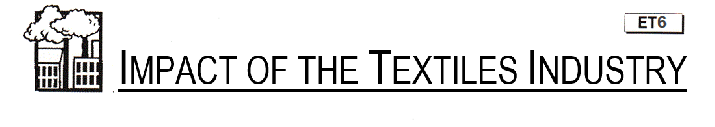 ET6
IMPACT OF THE TEXTILES INDUSTRY